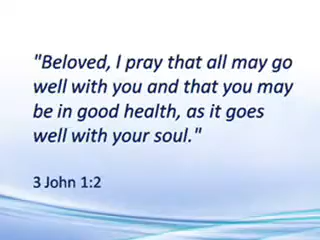 "Beloved, I pray that all may go
well with you and that you may
be in good health, as it goes
well with your soul."
3 John 1:2